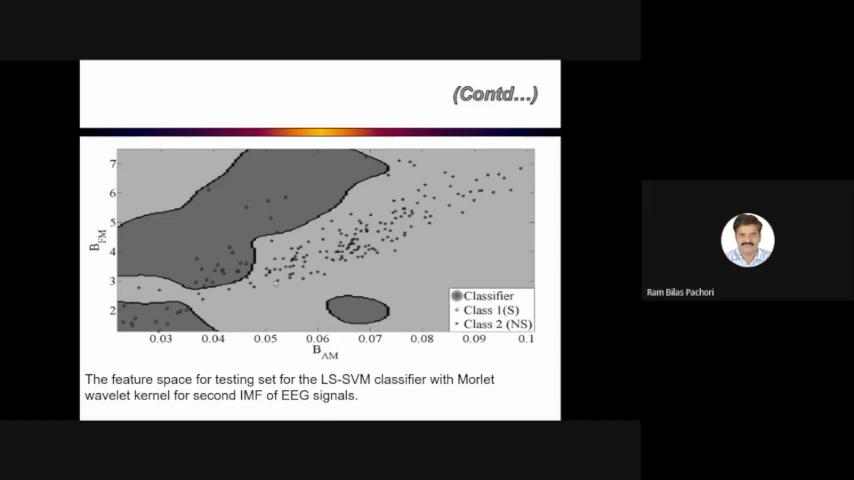 (Contd...)
7
6
5
4
3
2
B_FM
Classifier
Class 1(S)
Class 2 (NS)
0.03 0.04 0.05 0.06 0.07 0.08 0.09 0.1
B_AM
The feature space for testing set for the LS-SVM classifier with Morlet
wavelet kernel for second IMF of EEG signals.
Ram Bilas Pachori